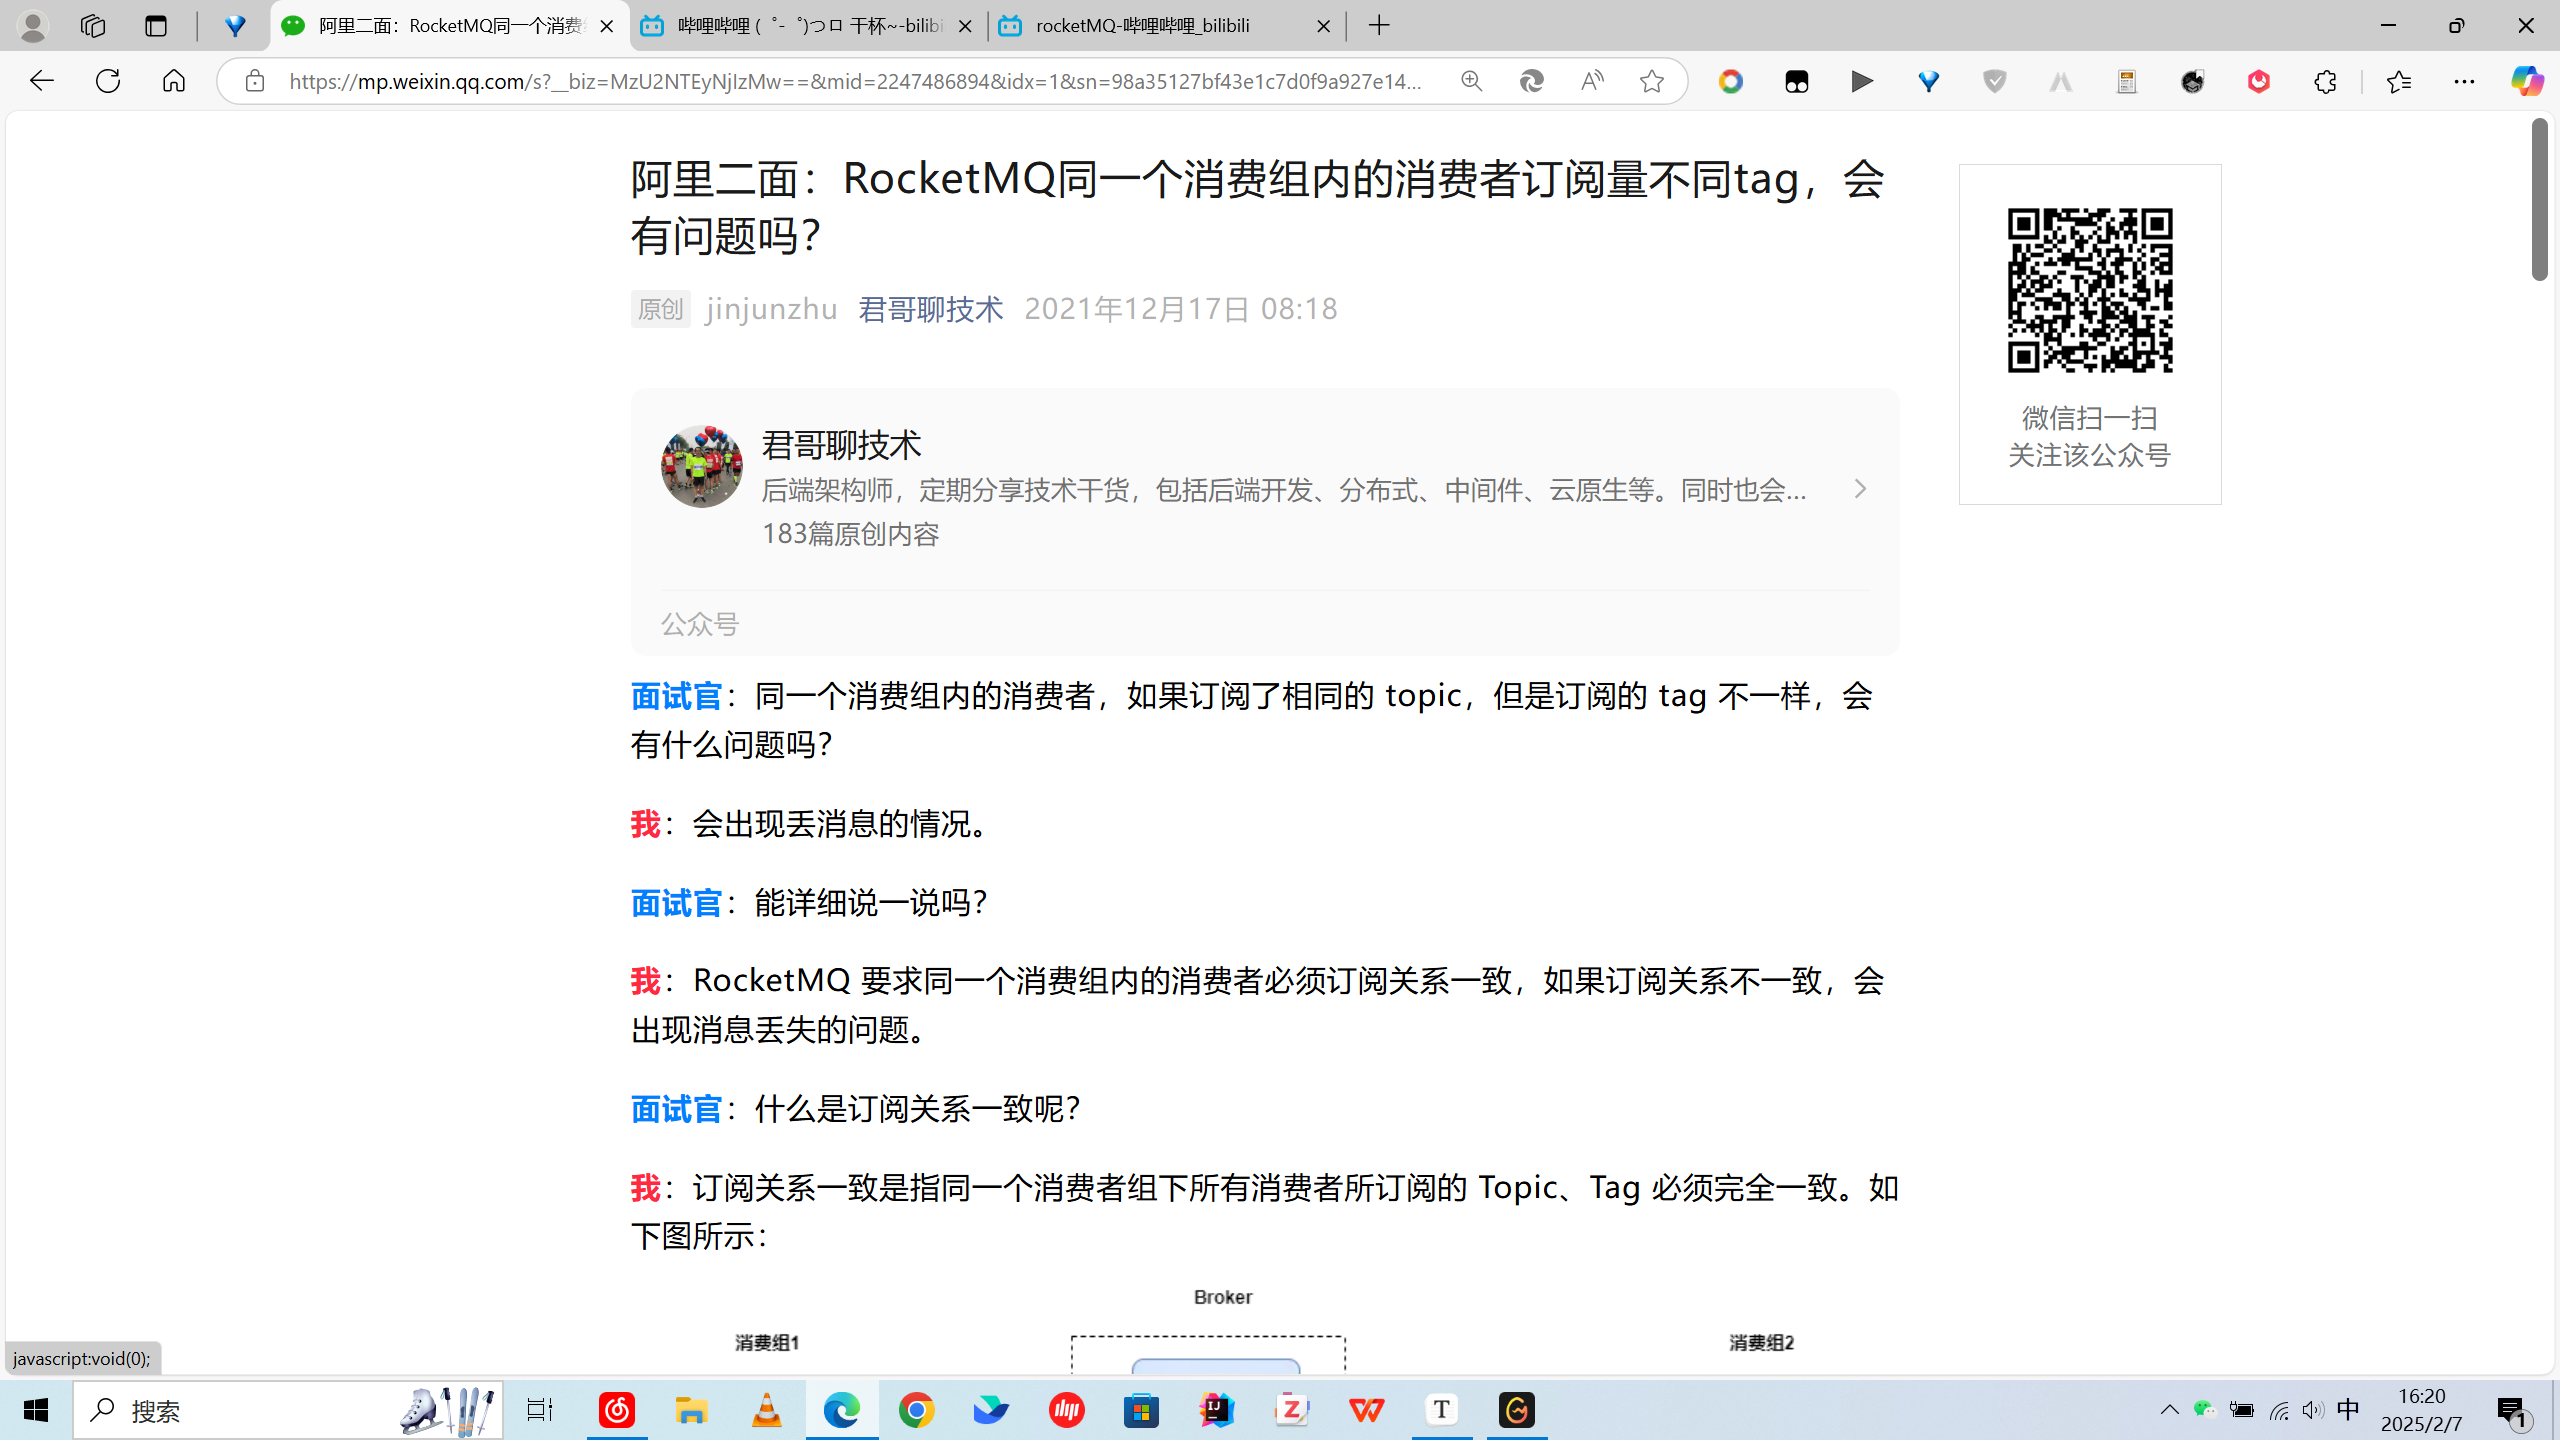 阿里二面：RocketMQ同一个消费
哔哩哔哩 (゜-゜)つロ 干杯~-bilibi
rocketMQ-哔哩哔哩_bilibili
https://mp.weixin.qq.com/s?__biz=MzU2NTEyNjIzMw==&mid=2247486894&idx=1&sn=98a35127bf43e1c7d0f9a927e14...
阿里二面：RocketMQ同一个消费组内的消费者订阅量不同tag，会
有问题吗？
原创 jinjunzhu 君哥聊技术 2021年12月17日 08:18
君哥聊技术
后端架构师，定期分享技术干货，包括后端开发、分布式、中间件、云原生等。同时也会...
183篇原创内容
公众号
微信扫一扫
关注该公众号
面试官：同一个消费组内的消费者，如果订阅了相同的 topic，但是订阅的 tag 不一样，会
有什么问题吗？
我：会出现丢消息的情况。
面试官：能详细说一说吗？
我：RocketMQ 要求同一个消费组内的消费者必须订阅关系一致，如果订阅关系不一致，会
出现消息丢失的问题。
面试官：什么是订阅关系一致呢？
我：订阅关系一致是指同一个消费者组下所有消费者所订阅的 Topic、Tag 必须完全一致。如
下图所示：
Broker
消费组1
消费组2
javascript:void(0);
搜索
中
16:20
2025/2/7
1